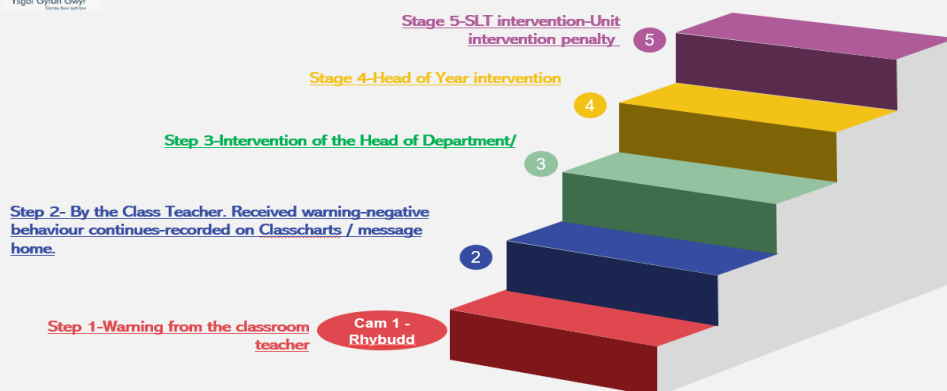 Ysgol Gyfun Gŵyr
Stage 5-SLT intervention-Unit
intervention penalty
5
Stage 4-Head of Year intervention
4
Step 3-Intervention of the Head of Department/
3
Step 2- By the Class Teacher. Received warning-negative
behaviour continues-recorded on Classcharts / message
home.
2
Step 1-Warning from the classroom
teacher
Cam 1 -
Rhybudd